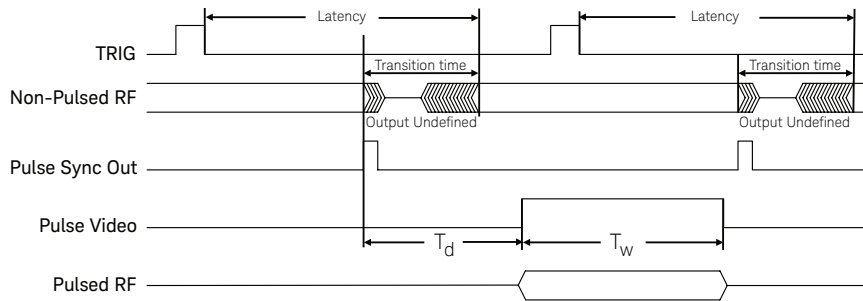 Latency
Latency
TRIG
Transition time
Transition time
Non-Pulsed RF
Output Undefined
Output Undefined
Pulse Sync Out
Pulse Video
Td
Tw
Pulsed RF